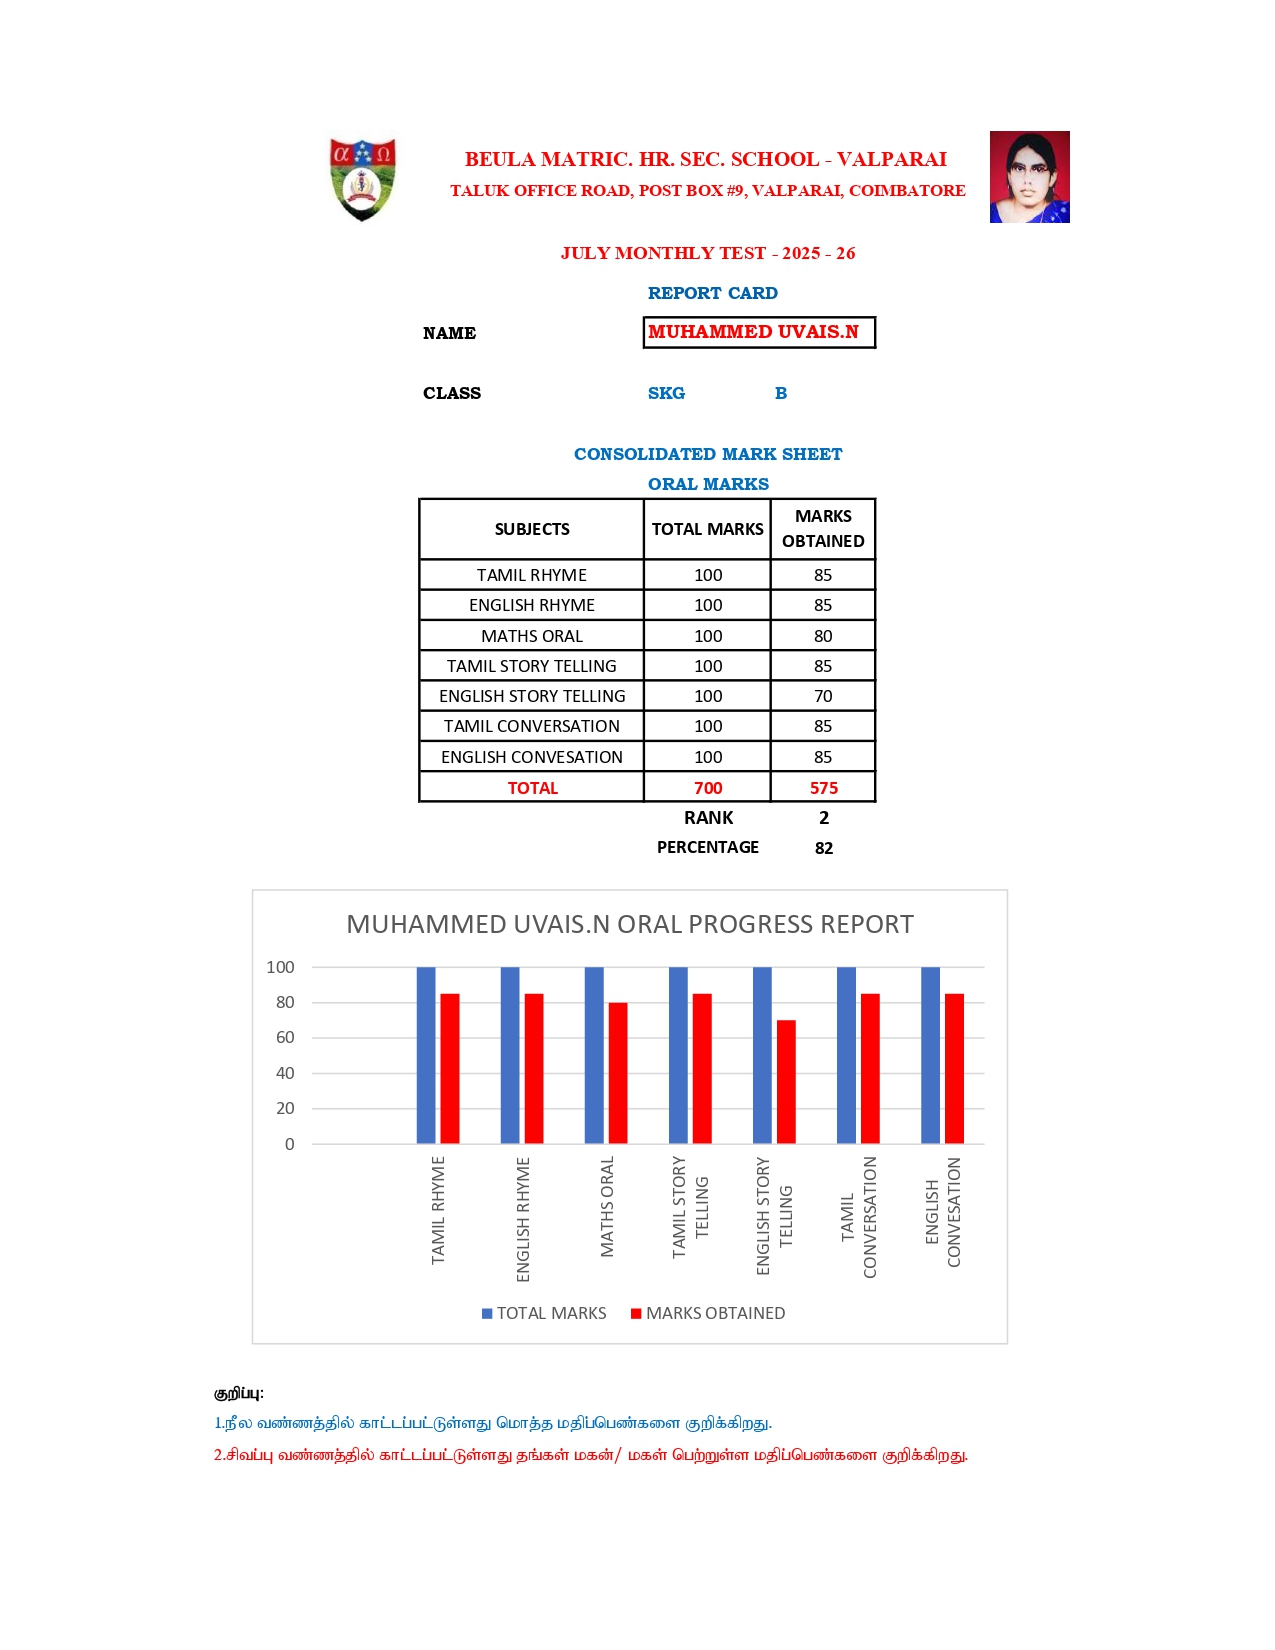 α Ω
BEULA MATRIC. HR. SEC. SCHOOL - VALPARAI
TALUK OFFICE ROAD, POST BOX #9, VALPARAI, COIMBATORE
JULY MONTHLY TEST - 2025 - 26
REPORT CARD
NAME MUHAMMED UVAIS.N
CLASS SKG B
CONSOLIDATED MARK SHEET
ORAL MARKS
SUBJECTS TOTAL MARKS MARKS OBTAINED
TAMIL RHYME 100 85
ENGLISH RHYME 100 85
MATHS ORAL 100 80
TAMIL STORY TELLING 100 85
ENGLISH STORY TELLING 100 70
TAMIL CONVERSATION 100 85
ENGLISH CONVESATION 100 85
TOTAL 700 575
RANK 2
PERCENTAGE 82
MUHAMMED UVAIS.N ORAL PROGRESS REPORT
100
80
60
40
20
0
TAMIL RHYME
ENGLISH RHYME
MATHS ORAL
TAMIL STORY TELLING
ENGLISH STORY TELLING
TAMIL CONVERSATION
ENGLISH CONVESATION
TOTAL MARKS MARKS OBTAINED
குறிப்பு:
1.நீல வண்ணத்தில் காட்டப்பட்டுள்ளது மொத்த மதிப்பெண்களை குறிக்கிறது.
2.சிவப்பு வண்ணத்தில் காட்டப்பட்டுள்ளது தங்கள் மகன்/ மகள் பெற்றுள்ள மதிப்பெண்களை குறிக்கிறது.